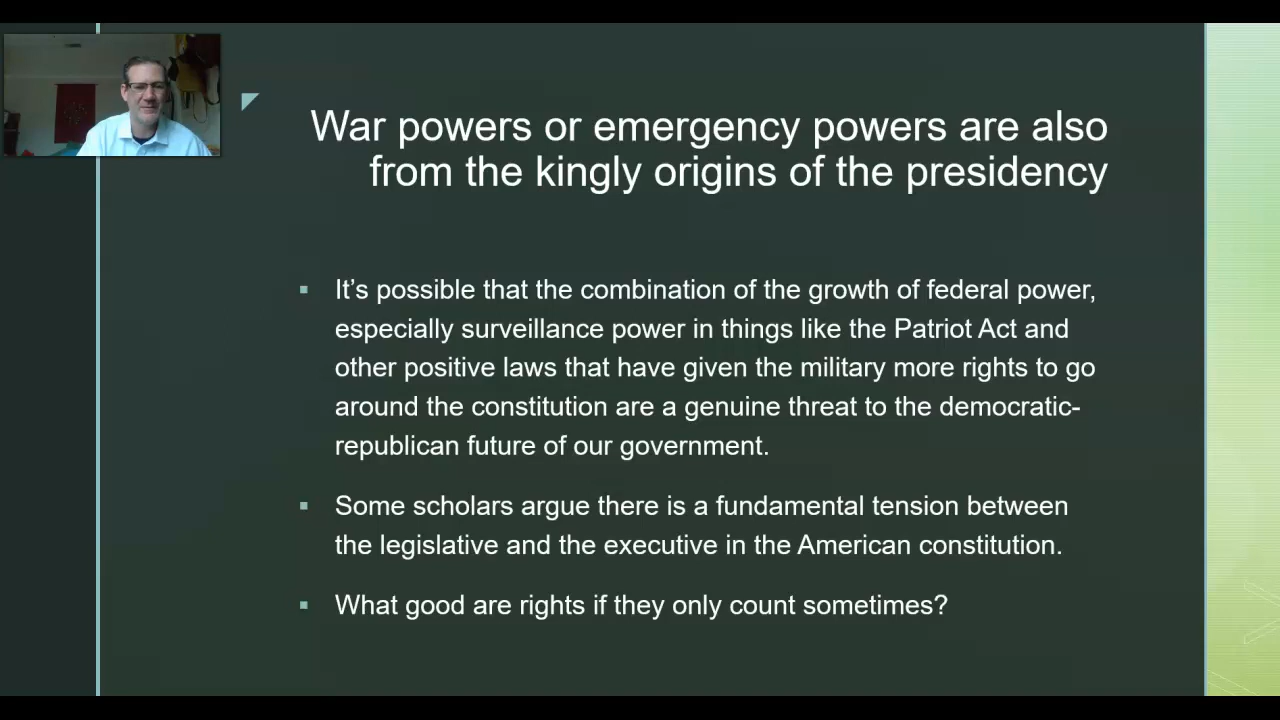 War powers or emergency powers are also
from the kingly origins of the presidency
It’s possible that the combination of the growth of federal power,
especially surveillance power in things like the Patriot Act and
other positive laws that have given the military more rights to go
around the constitution are a genuine threat to the democratic-
republican future of our government.
Some scholars argue there is a fundamental tension between
the legislative and the executive in the American constitution.
What good are rights if they only count sometimes?